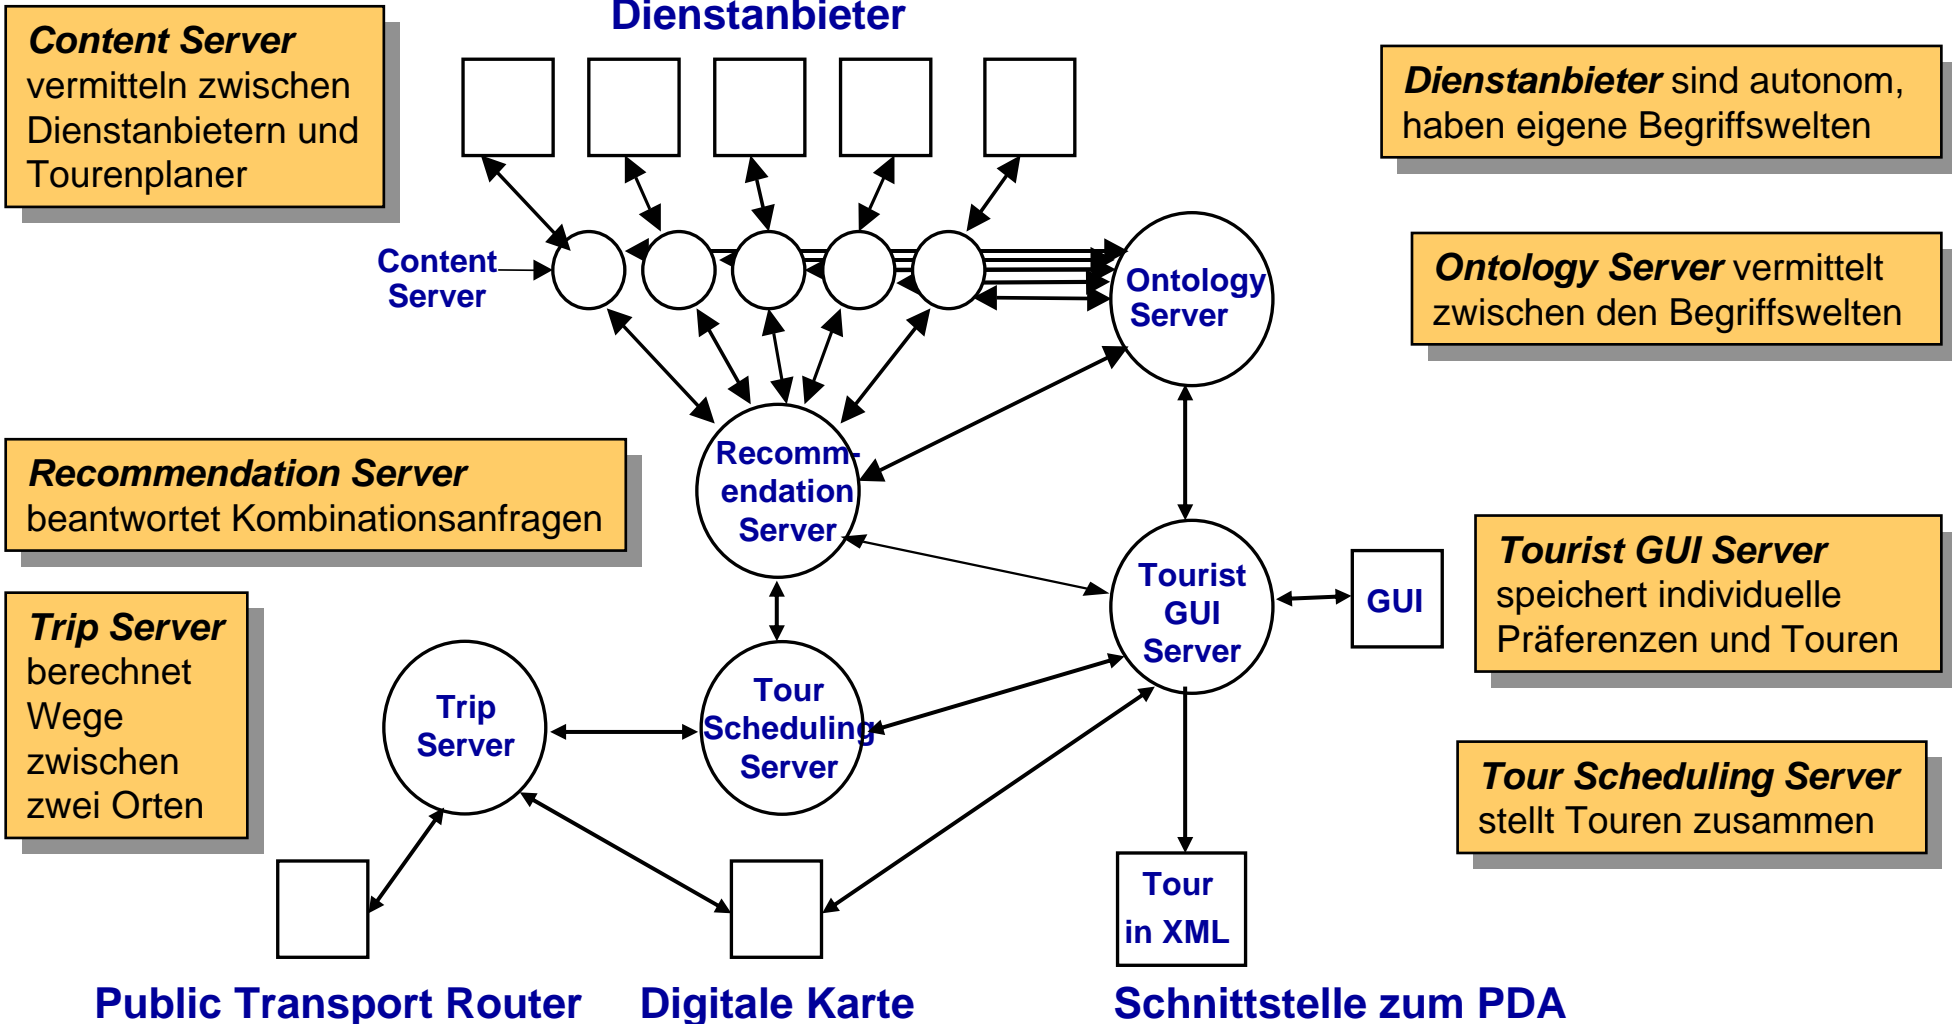 Dienstanbieter
Content Server
vermitteln zwischen
Dienstanbietern und
Tourenplaner
Dienstanbieter sind autonom,
haben eigene Begriffswelten
Content
Server
Ontology
Server
Ontology Server vermittelt
zwischen den Begriffswelten
Recomm-
endation
Server
Recommendation Server
beantwortet Kombinationsanfragen
Tourist
GUI
Server
GUI
Tourist GUI Server
speichert individuelle
Präferenzen und Touren
Trip Server
berechnet
Wege
zwischen
zwei Orten
Trip
Server
Tour
Scheduling
Server
Tour Scheduling Server
stellt Touren zusammen
Tour
in XML
Public Transport Router
Digitale Karte
Schnittstelle zum PDA